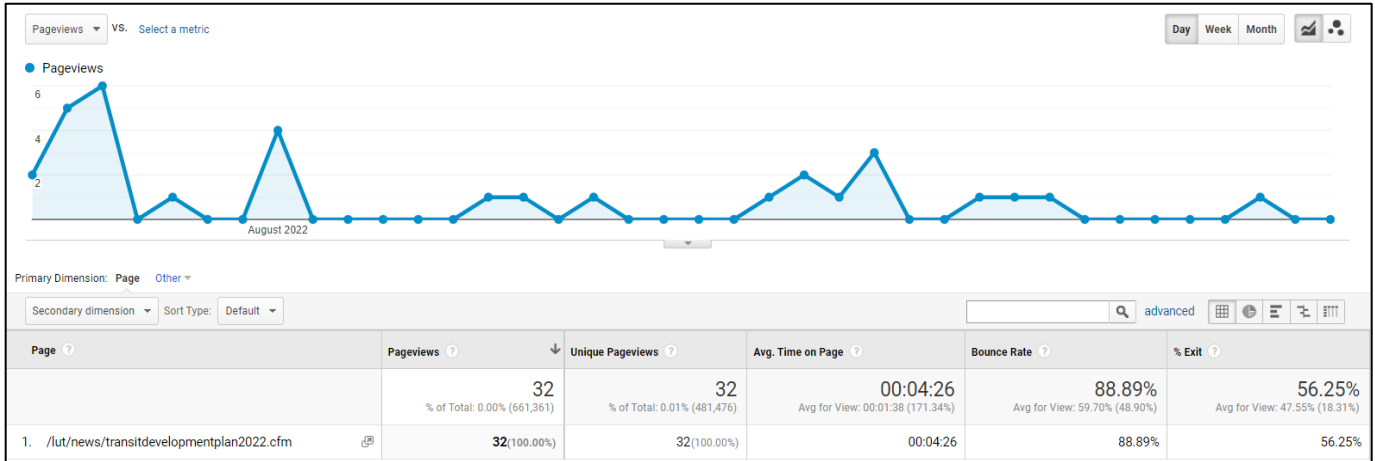 Pageviews VS. Select a metric Day Week Month
Pageviews
6
4
2
August 2022
Primary Dimension: Page Other
Secondary dimension Sort Type: Default advanced
Page ? Pageviews ? Unique Pageviews ? Avg. Time on Page ? Bounce Rate ? % Exit ?
32 32 00:04:26 88.89% 56.25%
% of Total: 0.00% (661,361) % of Total: 0.01% (481,476) Avg for View: 00:01:38 (171.34%) Avg for View: 59.70% (48.90%) Avg for View: 47.55% (18.31%)
1. /lut/news/transitdevelopmentplan2022.cfm 32(100.00%) 32(100.00%) 00:04:26 88.89% 56.25%